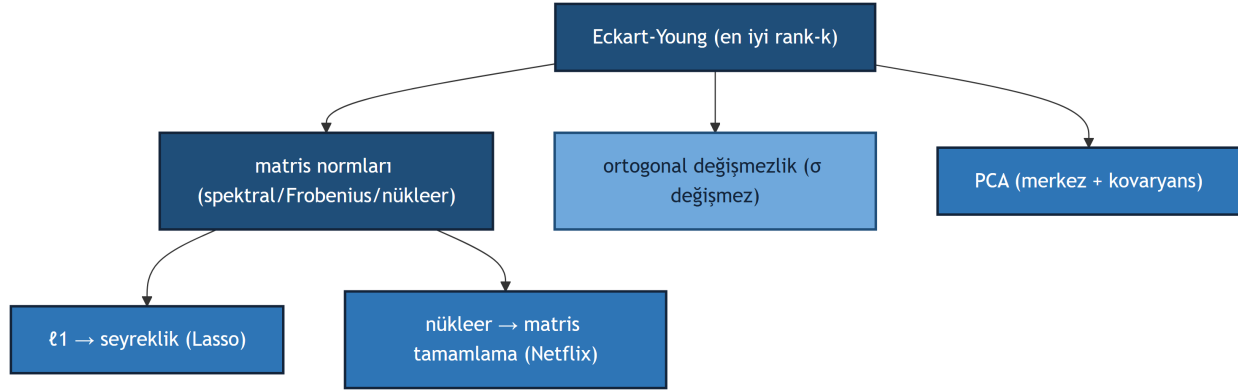 Eckart-Young (en iyi rank-k)
matris normları
(spektral/Frobenius/nükleer)
ortogonal değişmezlik (σ
değişmez)
PCA (merkez + kovaryans)
ℓ1 → seyreklik (Lasso)
nükleer → matris
tamamlama (Netflix)